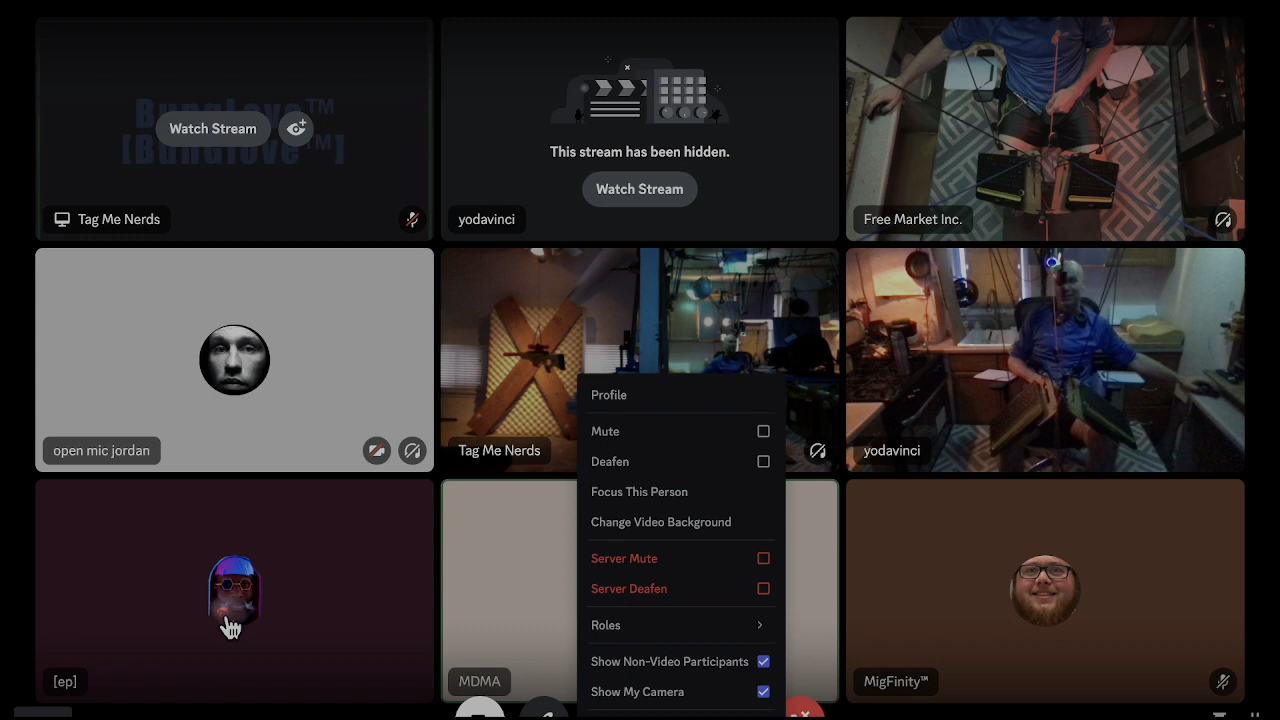 BungLove™
[BungLove™]
Watch Stream
Tag Me Nerds
This stream has been hidden.
Watch Stream
yodavinci
Free Market Inc.
open mic jordan
Tag Me Nerds
yodavinci
Profile
Mute
Deafen
Focus This Person
Change Video Background
Server Mute
Server Deafen
Roles
Show Non-Video Participants
Show My Camera
[ep]
MDMA
MigFinity™